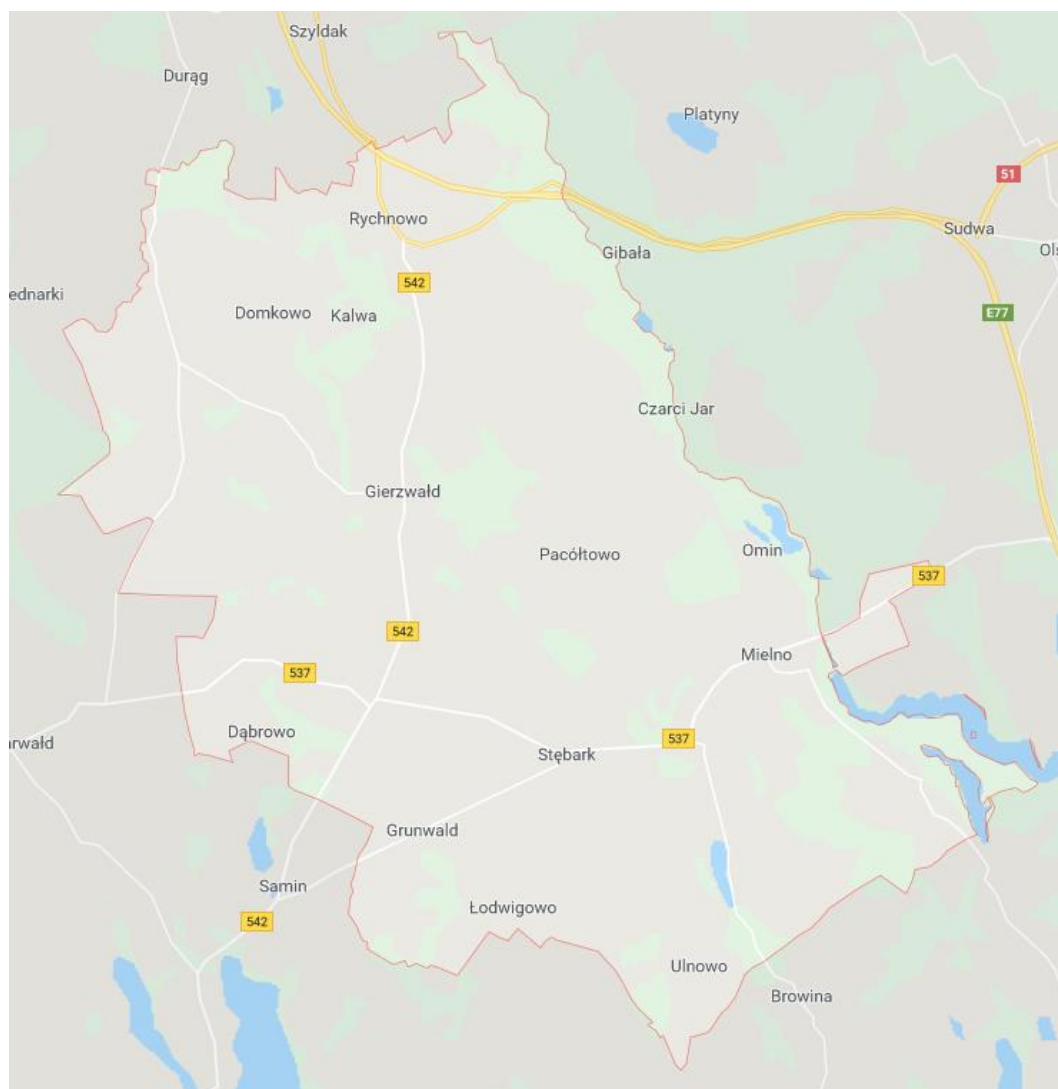 Szyldak
Durąg
Platyny
51
Rychnowo
Sudwa
Gibała
Ols
542
ednarki
E77
Domkowo
Kalwa
Czarci Jar
Gierzwałd
Pacółtowo
Omin
537
542
Mielno
537
Dąbrowo
arwałd
537
Stębark
Grunwald
Samin
Łodwigowo
542
Ulnowo
Browina